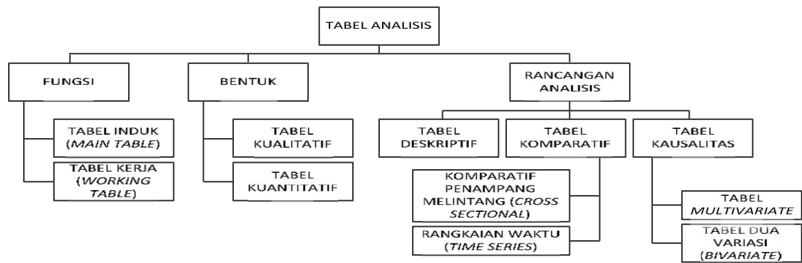 TABEL ANALISIS
FUNGSI
BENTUK
RANCANGAN
ANALISIS
TABEL INDUK
(MAIN TABLE)
TABEL KERJA
(WORKING
TABLE)
TABEL
KUALITATIF
TABEL
KUANTITATIF
TABEL
DESKRIPTIF
TABEL
KOMPARATIF
TABEL
KAUSALITAS
KOMPARATIF
PENAMPANG
MELINTANG (CROSS
SECTIONAL)
RANGKAIAN WAKTU
(TIME SERIES)
TABEL
MULTIVARIATE
TABEL DUA
VARIASI
(BIVARIATE)